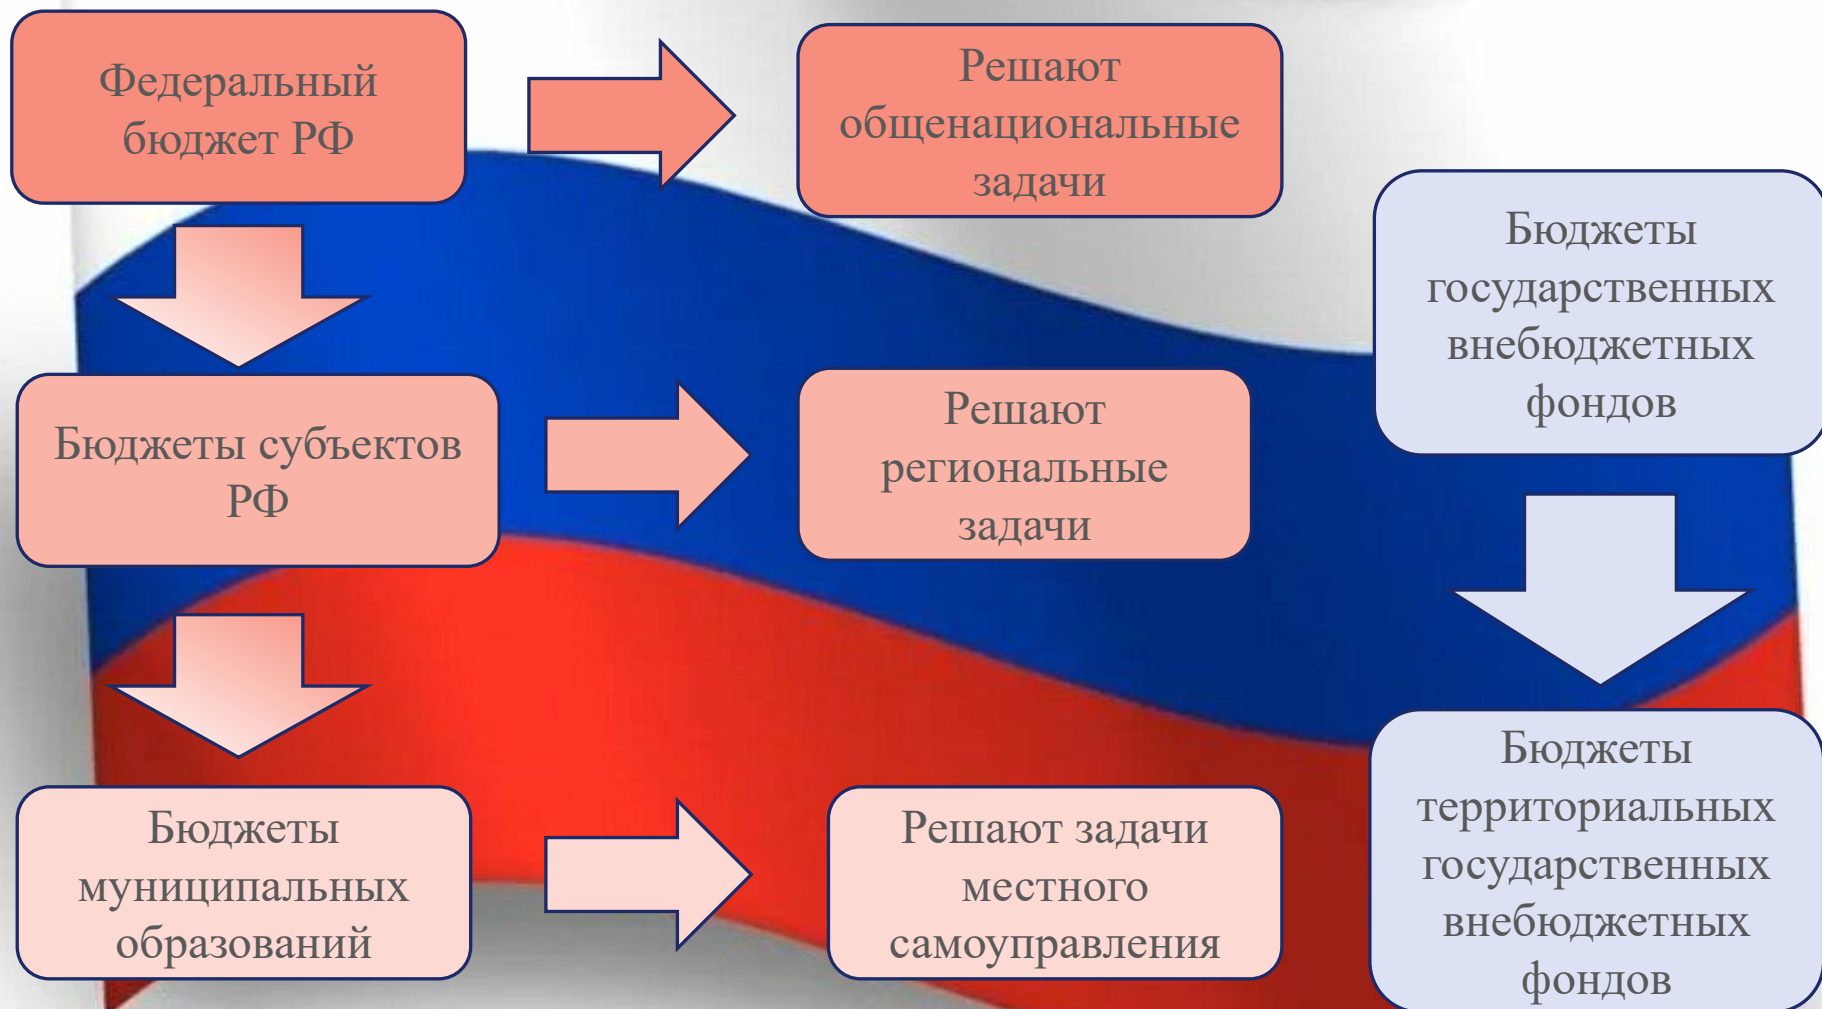 Федеральный
бюджет РФ
Решают
общенациональные
задачи
Бюджеты
государственных
внебюджетных
фондов
Бюджеты субъектов
РФ
Решают
региональные
задачи
Бюджеты
муниципальных
образований
Решают задачи
местного
самоуправления
Бюджеты
территориальных
государственных
внебюджетных
фондов